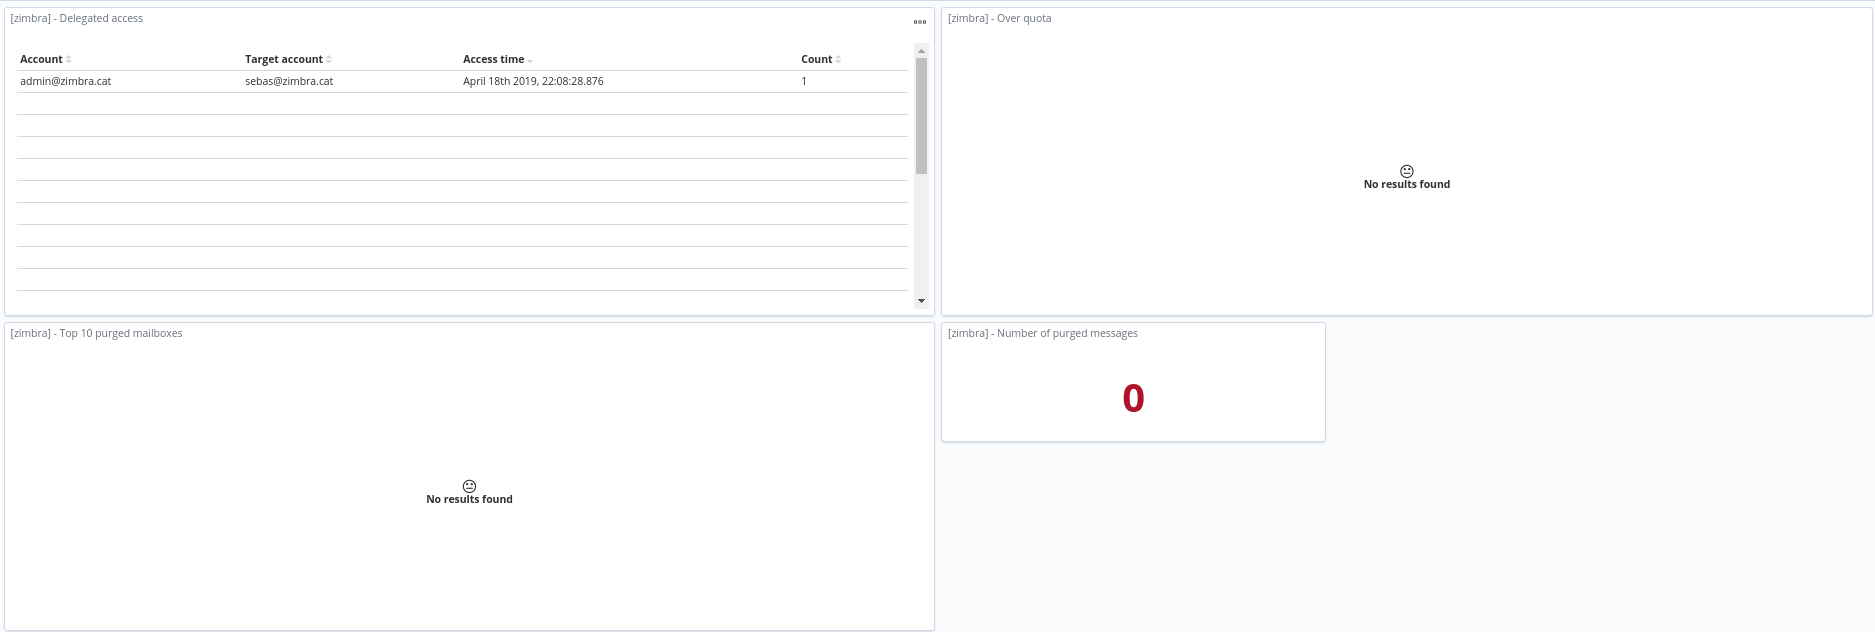 [zimbra] - Delegated access
Account Target account Access time Count
admin@zimbra.cat sebas@zimbra.cat April 18th 2019, 22:08:28.876 1
[zimbra] - Over quota
No results found
[zimbra] - Top 10 purged mailboxes
No results found
[zimbra] - Number of purged messages
0